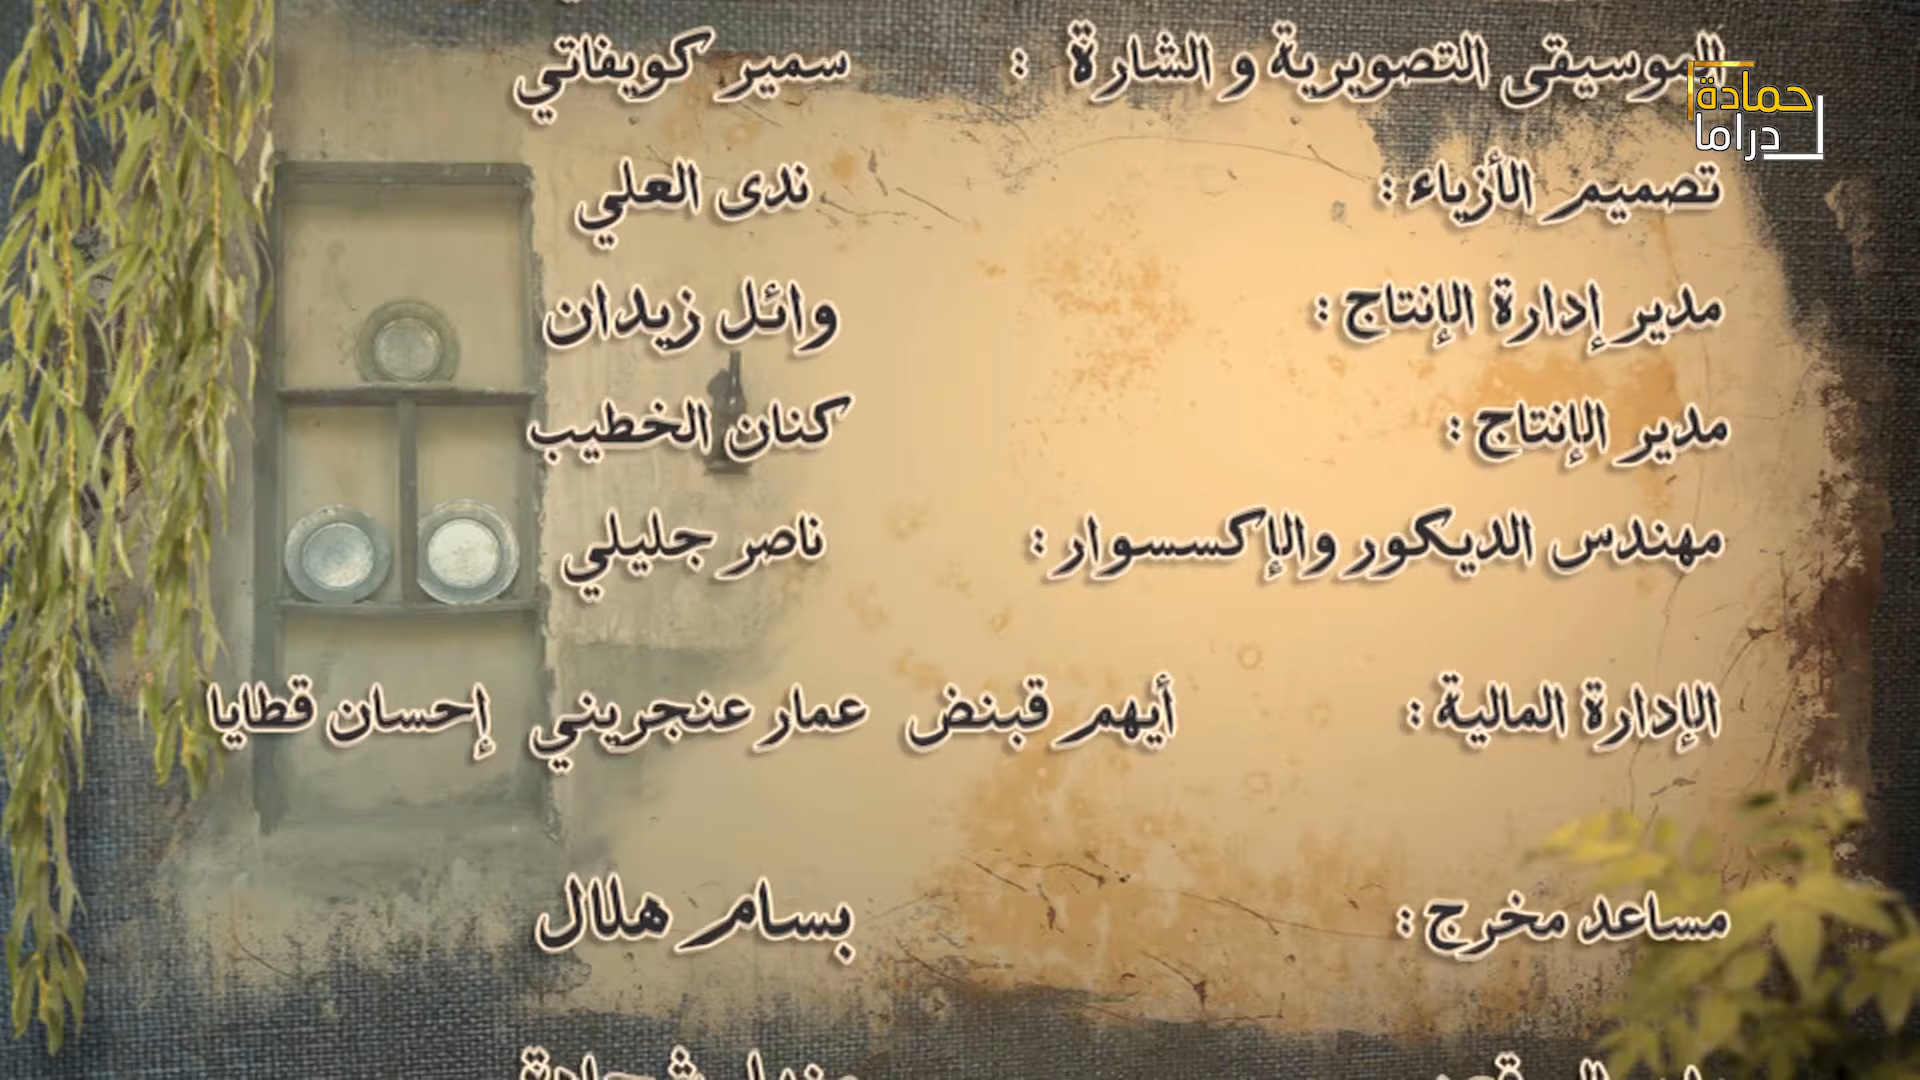 الموسيقى التصويرية و الشارة : سمير كويفاتي
حمادة
دراما
تصميم الأزياء : ندى العلي
مدير إدارة الإنتاج : وائل زيدان
مدير الإنتاج : كنان الخطيب
مهندس الديكور والإكسسوار : ناصر جليلي
الإدارة المالية : أيهم قبنض عمار عنجريني إحسان قطايا
مساعد مخرج : بسام هلال